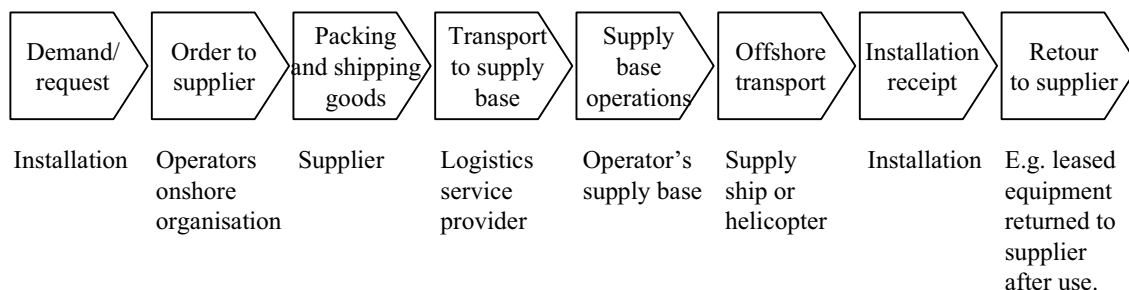 Demand/
request
Order to
supplier
Packing
and shipping
goods
Transport
to supply
base
Supply
base
operations
Offshore
transport
Installation
receipt
Retour
to supplier
Installation
Operators
onshore
organisation
Supplier
Logistics
service
provider
Operator’s
supply base
Supply
ship or
helicopter
Installation
E.g. leased
equipment
returned to
supplier
after use.